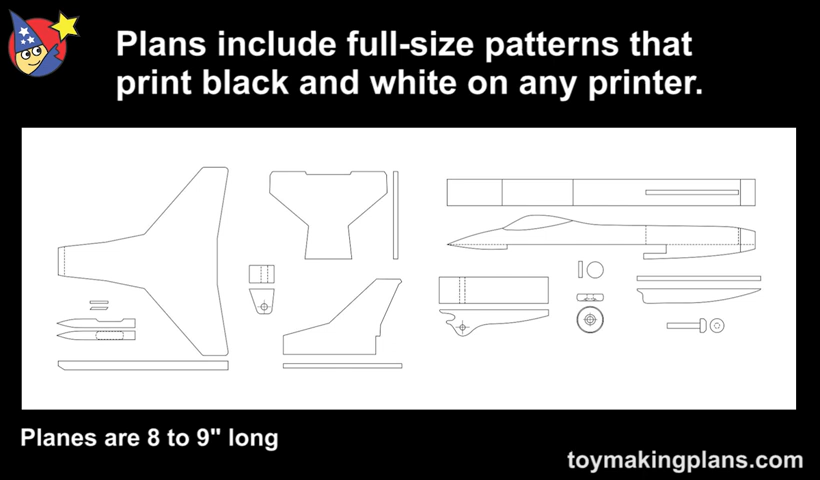 Plans include full-size patterns that
print black and white on any printer.
Planes are 8 to 9" long
toymakingplans.com